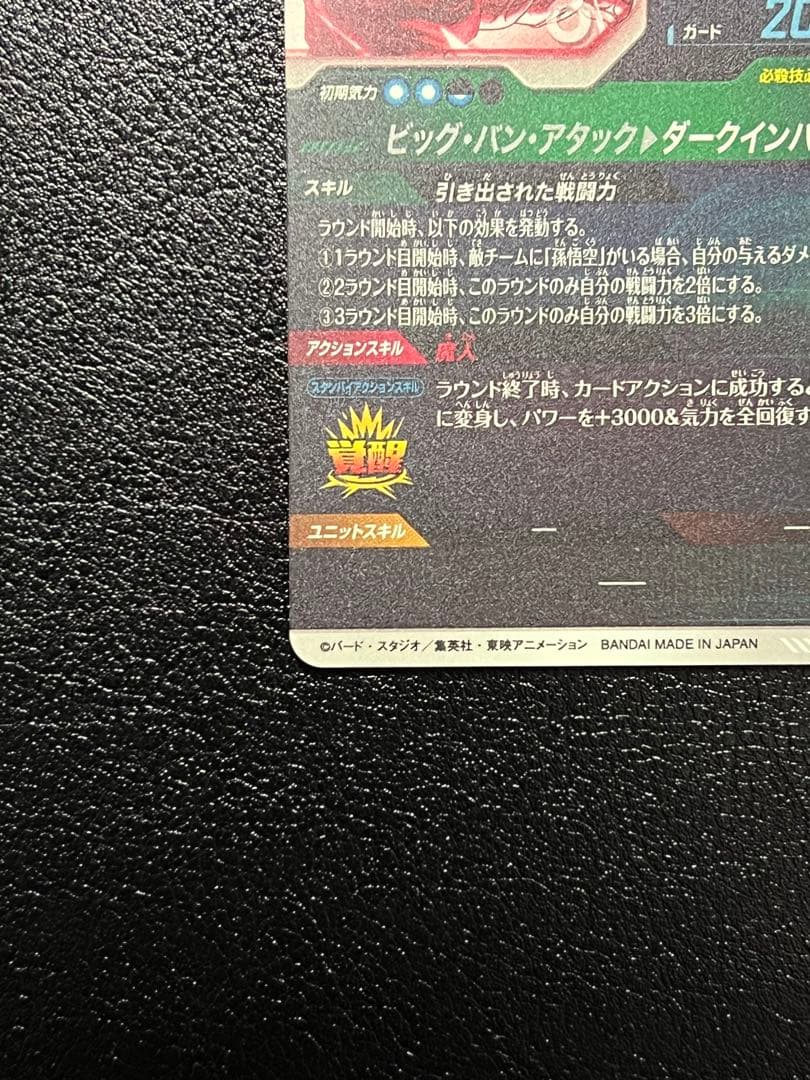 ガード 20
必殺技
初期気力
ビッグ・バン・アタック▶ダークインパ
スキル 引き出された戦闘力
ラウンド開始時、以下の効果を発動する。
①1ラウンド目開始時、敵チームに「孫悟空」がいる場合、自分の与えるダメ
②2ラウンド目開始時、このラウンドのみ自分の戦闘力を2倍にする。
③3ラウンド目開始時、このラウンドのみ自分の戦闘力を3倍にする。
アクションスキル 魔人
スタンバイアクションスキル ラウンド終了時、カードアクションに成功する
に変身し、パワーを+3000&気力を全回復す
覚醒
ユニットスキル ー
ー
©バード・スタジオ／集英社・東映アニメーション BANDAI MADE IN JAPAN